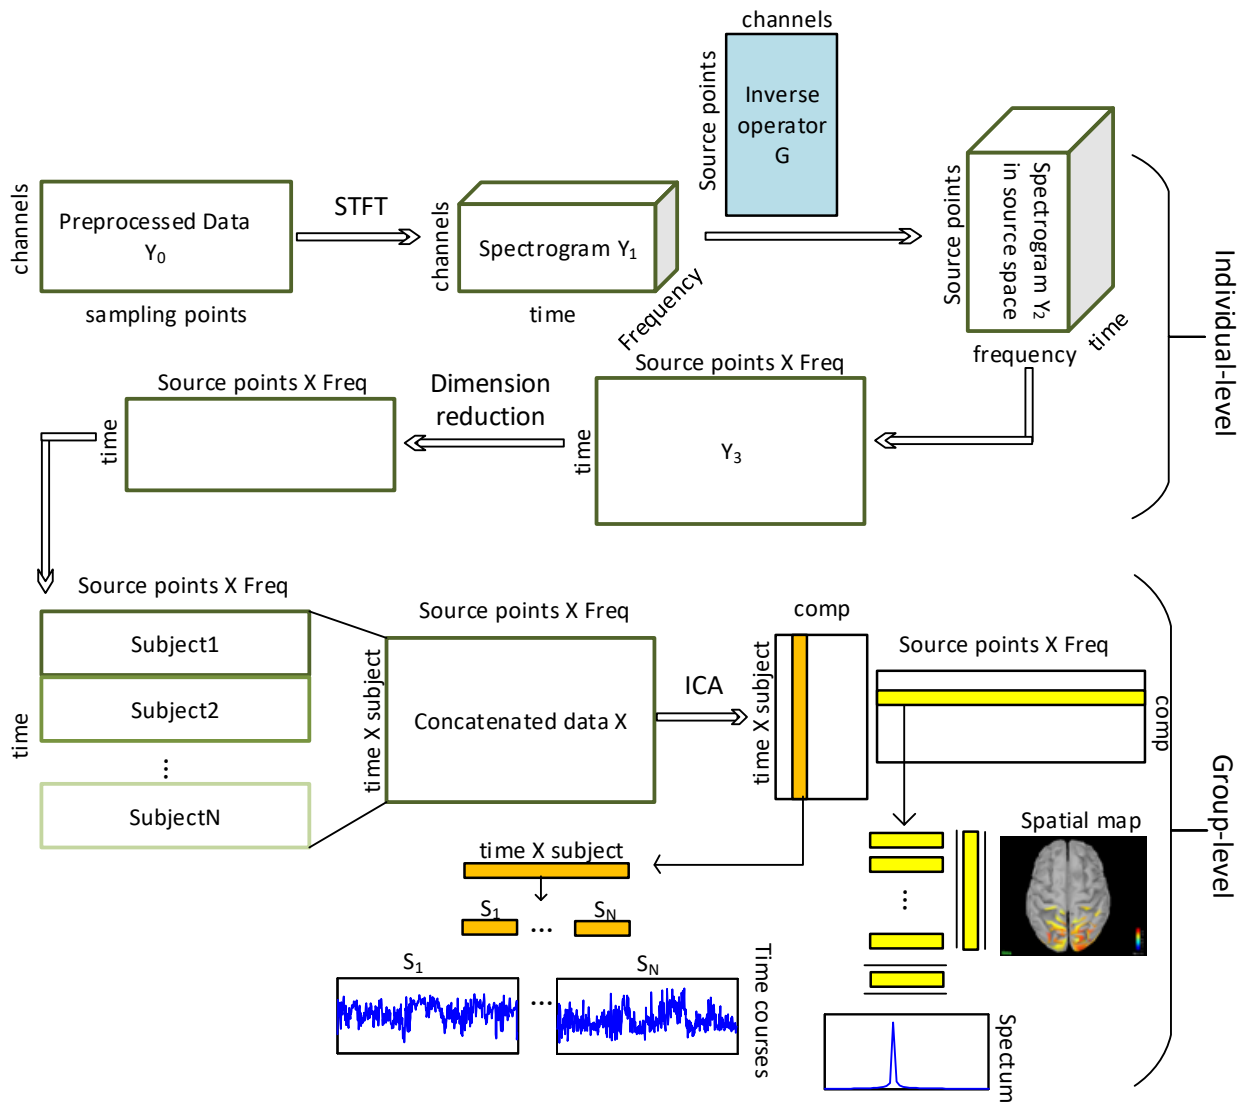 channels
Source points
Inverse
operator
G
channels
Preprocessed Data
Y₀
sampling points
STFT
channels
Spectrogram Y₁
time
Frequency
Source points
Spectrogram Y₂
in source space
frequency
time
Individual-level
Source points X Freq
time
Dimension
reduction
Source points X Freq
time
Y₃
Source points X Freq
time
Subject1
Subject2
⋮
SubjectN
Source points X Freq
time X subject
Concatenated data X
ICA
comp
time X subject
Source points X Freq
comp
Group-level
time X subject
S₁ ... S_N
S₁ ... S_N
Time courses
...
Spatial map
Spectum